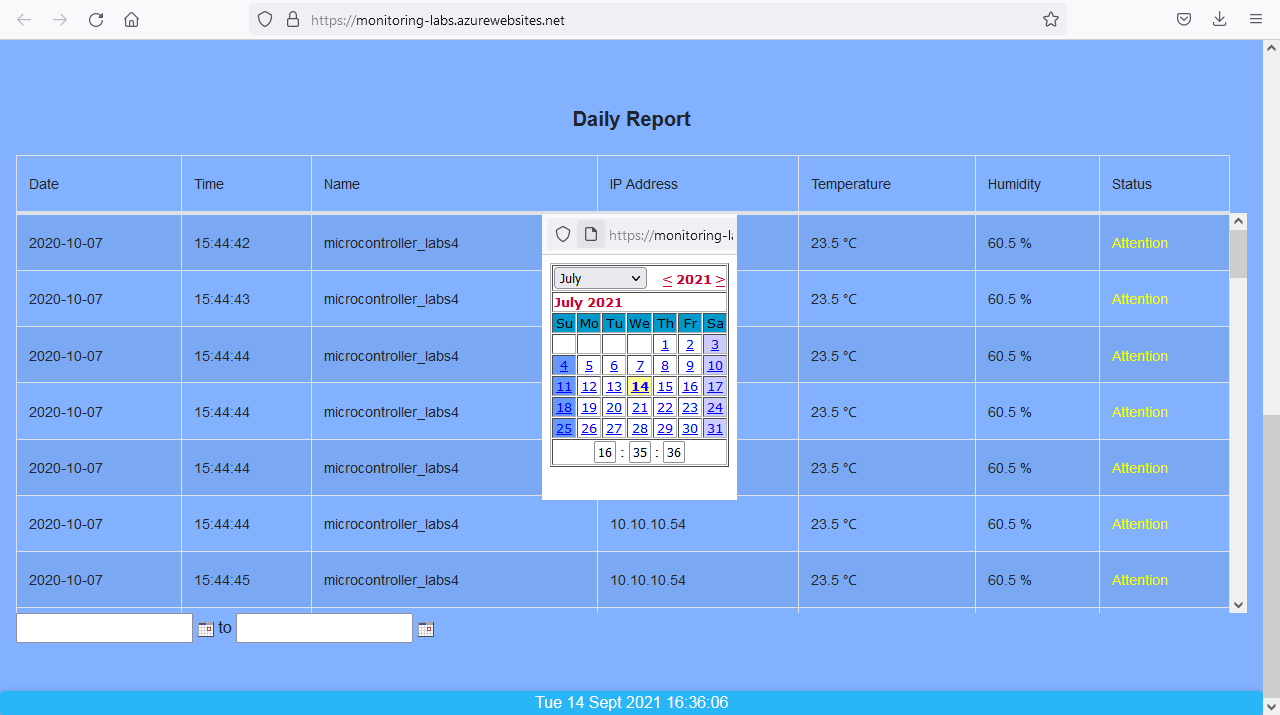 https://monitoring-labs.azurewebsites.net
Daily Report
Date Time Name IP Address Temperature Humidity Status
2020-10-07 15:44:42 microcontroller_labs4 23.5 °C 60.5 % Attention
2020-10-07 15:44:43 microcontroller_labs4 23.5 °C 60.5 % Attention
2020-10-07 15:44:44 microcontroller_labs4 23.5 °C 60.5 % Attention
2020-10-07 15:44:44 microcontroller_labs4 23.5 °C 60.5 % Attention
2020-10-07 15:44:44 microcontroller_labs4 23.5 °C 60.5 % Attention
2020-10-07 15:44:44 microcontroller_labs4 10.10.10.54 23.5 °C 60.5 % Attention
2020-10-07 15:44:45 microcontroller_labs4 10.10.10.54 23.5 °C 60.5 % Attention
https://monitoring-la
July < 2021 >
July 2021
Su Mo Tu We Th Fr Sa
1 2 3
4 5 6 7 8 9 10
11 12 13 14 15 16 17
18 19 20 21 22 23 24
25 26 27 28 29 30 31
16 : 35 : 36
to
Tue 14 Sept 2021 16:36:06